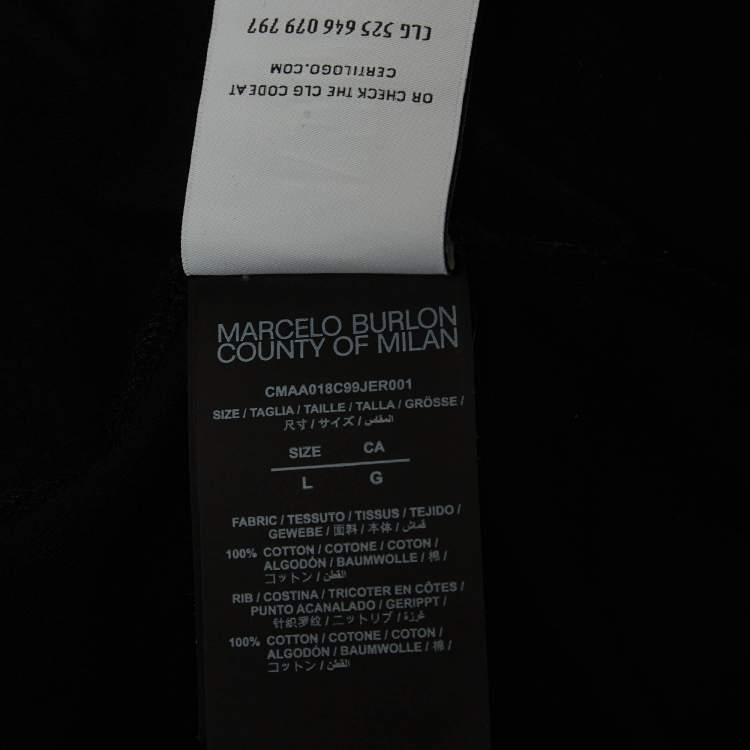 OR CHECK THE CLG CODE AT
CERTILOGO.COM
CLG 525 646 079 797
MARCELO BURLON
COUNTY OF MILAN
CMAA018C99JER001
SIZE / TAGLIA / TAILLE / TALLA / GRÖSSE /
尺寸 / サイズ / المقاس
SIZE CA
L G
FABRIC / TESSUTO / TISSUS / TEJIDO /
GEWEBE / 面料 / 本体 / قماش
100% COTTON / COTONE / COTON /
ALGODÓN / BAUMWOLLE / 棉 /
コットン / القطن
RIB / COSTINA / TRICOTER EN CÔTES /
PUNTO ACANALADO / GERIPPT /
针织罗纹 / ニットリブ / غرزة
100% COTTON / COTONE / COTON /
ALGODÓN / BAUMWOLLE / 棉 /
コットン / القطن